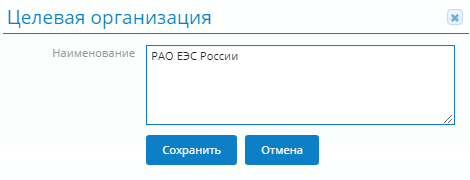 Целевая организация
Наименование
РАО ЕЭС России
Сохранить
Отмена